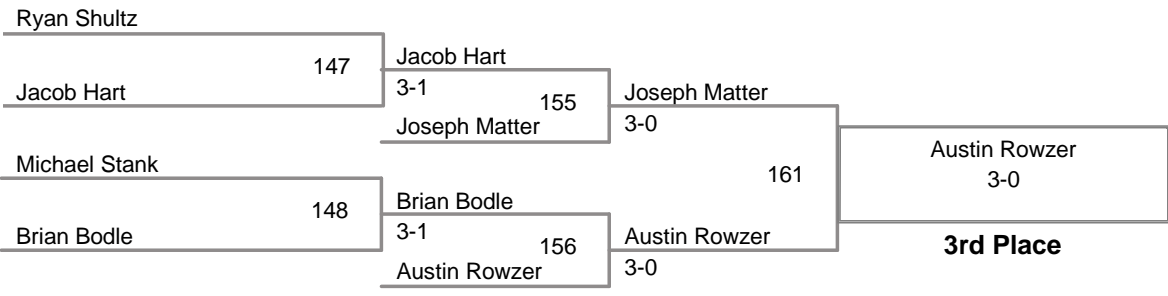 Ryan Shultz
147
Jacob Hart
Jacob Hart
3-1
155
Joseph Matter
Joseph Matter
3-0
Michael Stank
148
Brian Bodle
Brian Bodle
3-1
156
Austin Rowzer
Austin Rowzer
3-0
161
Austin Rowzer
3-0
3rd Place